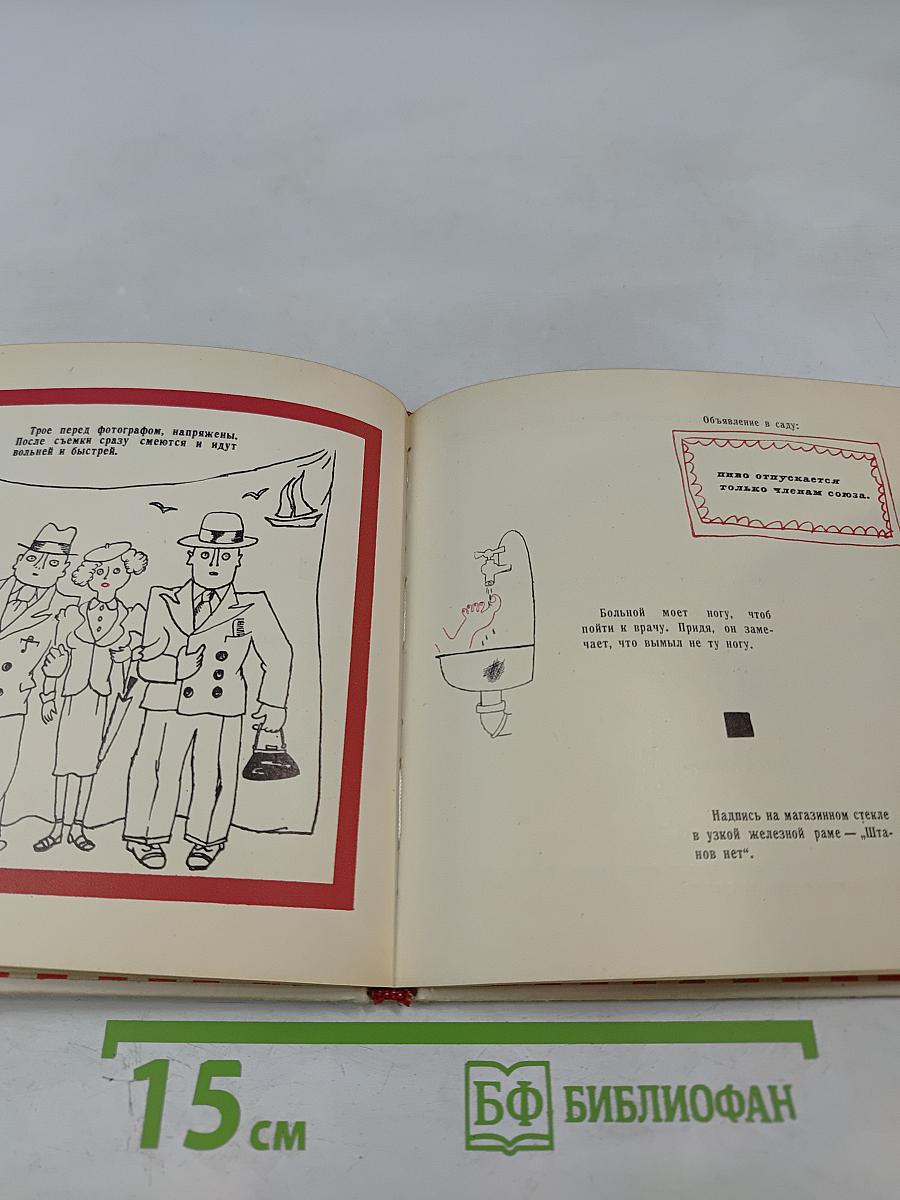 Трое перед фотографом, напряжены.
После съемки сразу смеются и идут
вольней и быстрей.
Объявление в саду:
пиво отпускается
только членам союза.
Больной моет ногу, чтоб
пойти к врачу. Придя, он заме-
чает, что вымыл не ту ногу.
Надпись на магазинном стекле
в узкой железной раме — „Шта-
нов нет“.
15 см
БФ БИБЛИОФАН